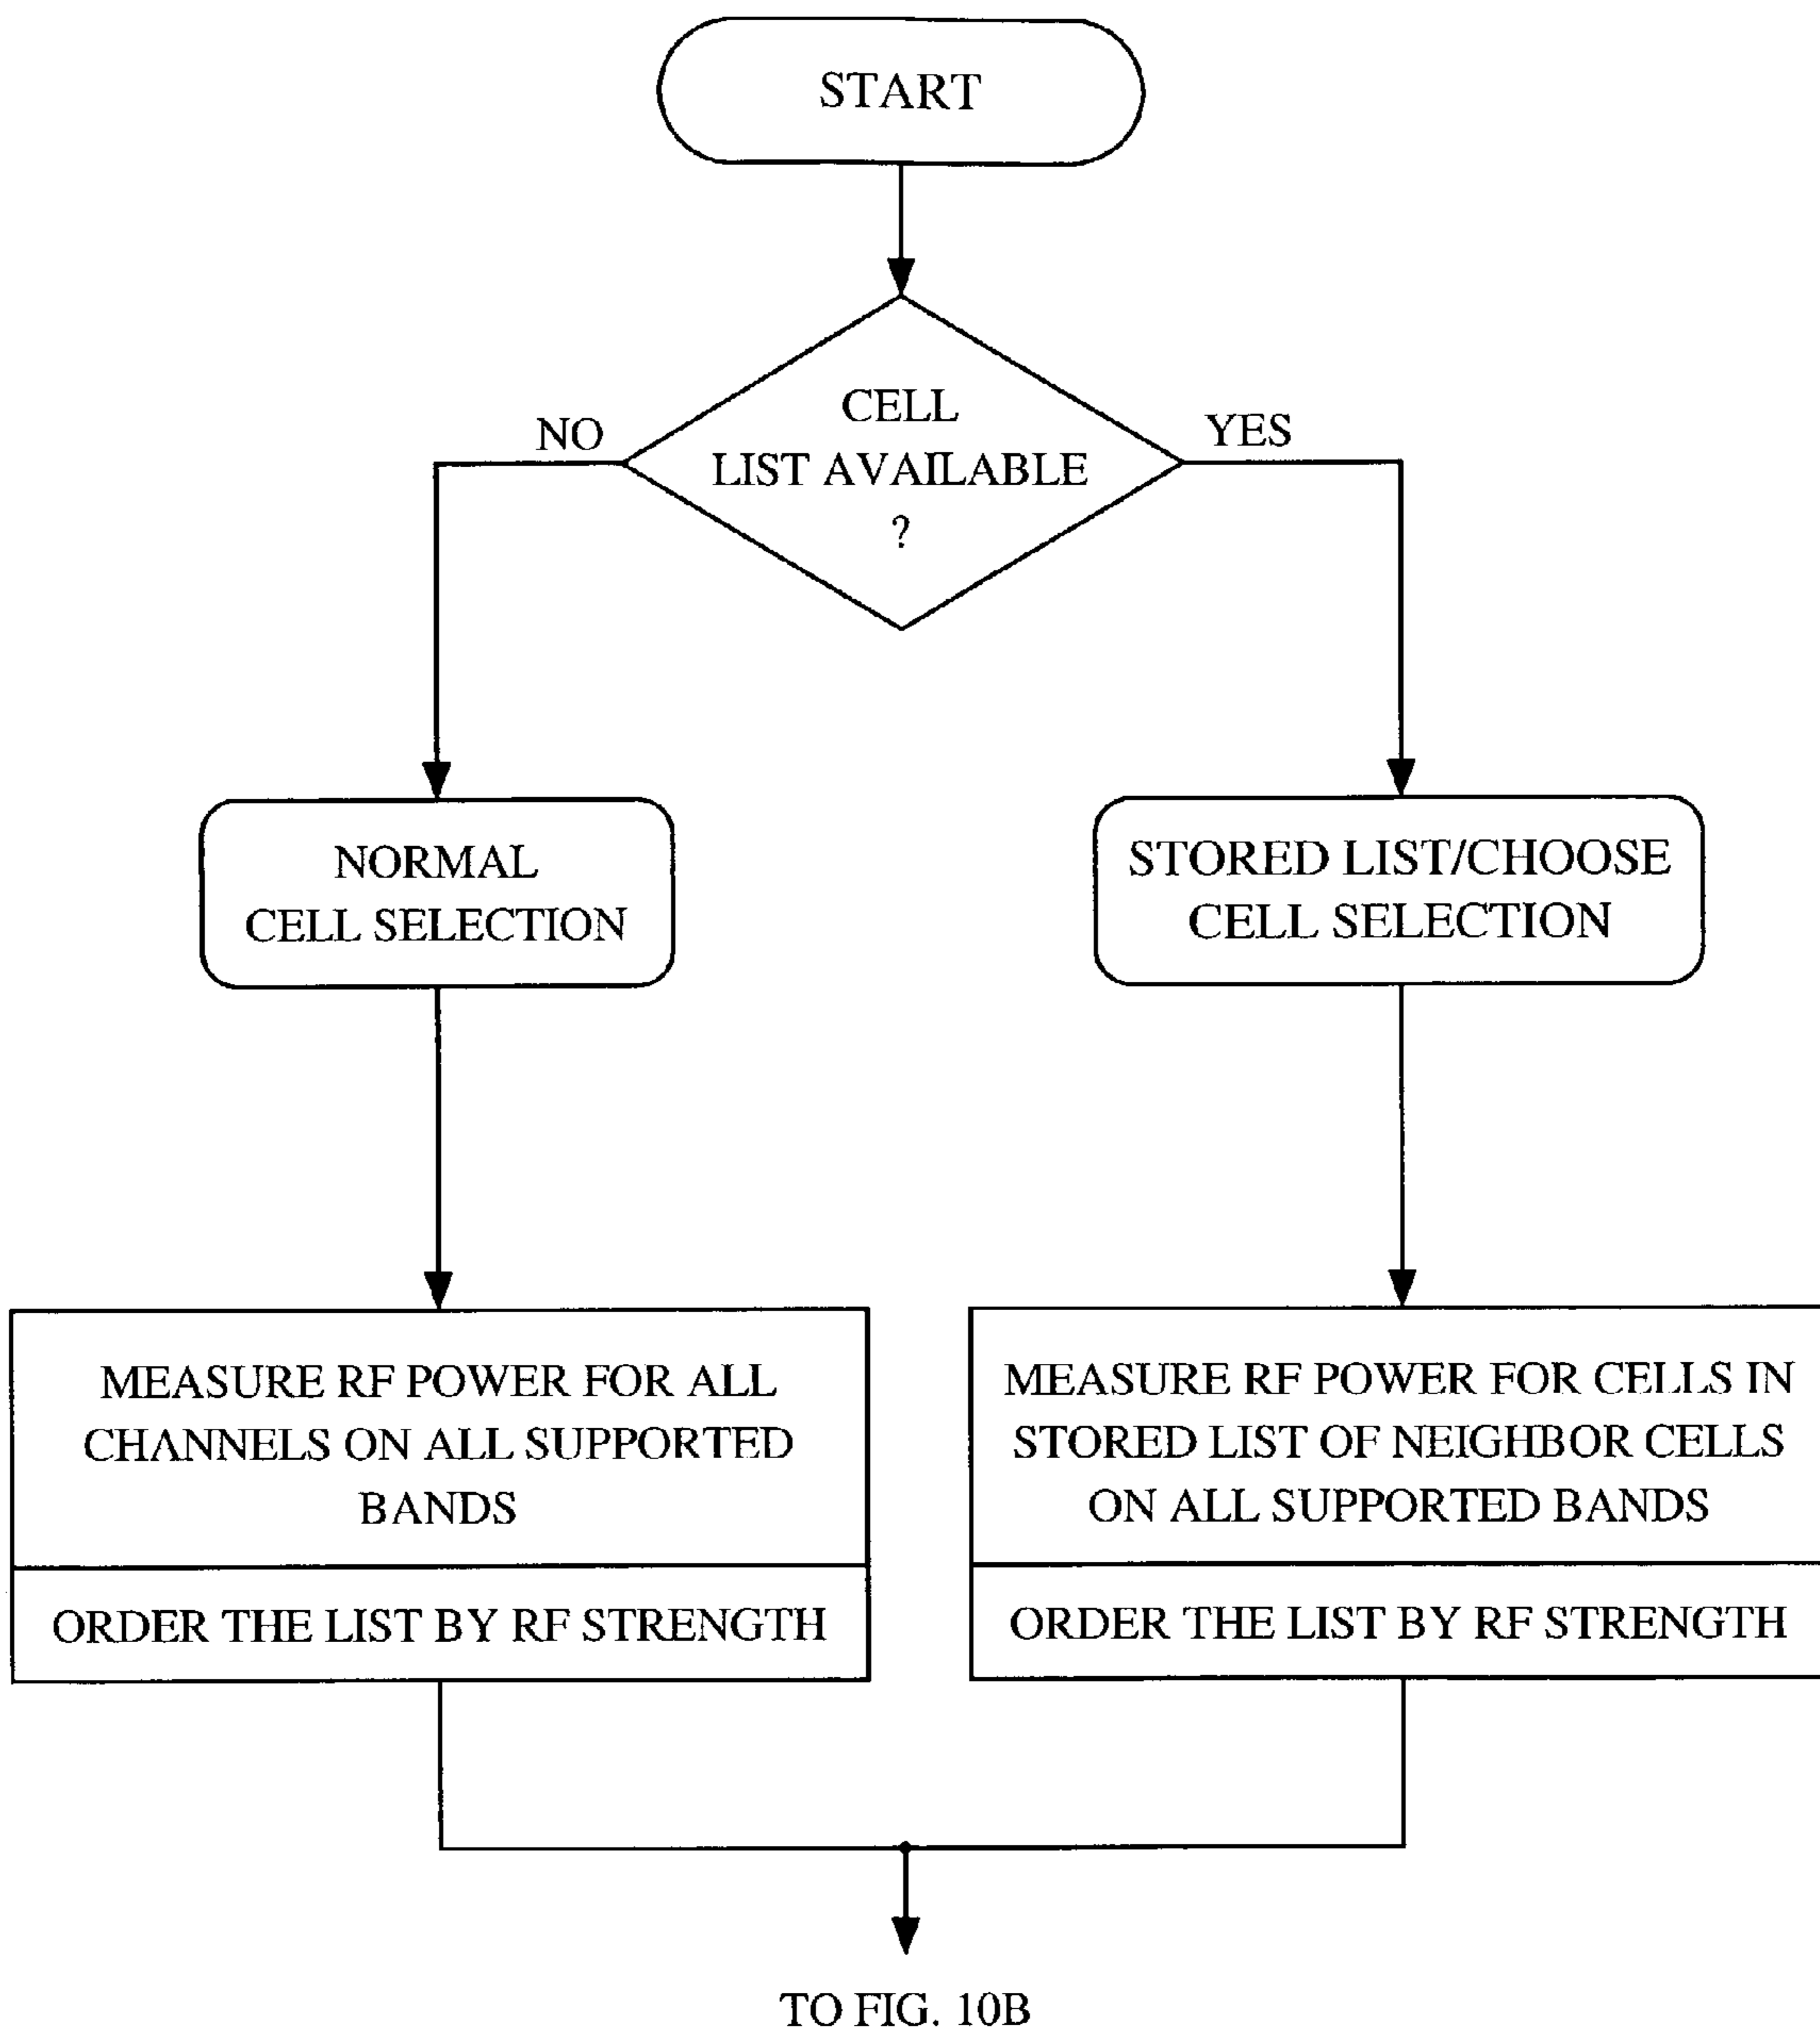 START
CELL
LIST AVAILABLE
?
NO
YES
NORMAL
CELL SELECTION
STORED LIST/CHOOSE
CELL SELECTION
MEASURE RF POWER FOR ALL
CHANNELS ON ALL SUPPORTED
BANDS
ORDER THE LIST BY RF STRENGTH
MEASURE RF POWER FOR CELLS IN
STORED LIST OF NEIGHBOR CELLS
ON ALL SUPPORTED BANDS
ORDER THE LIST BY RF STRENGTH
TO FIG. 10B